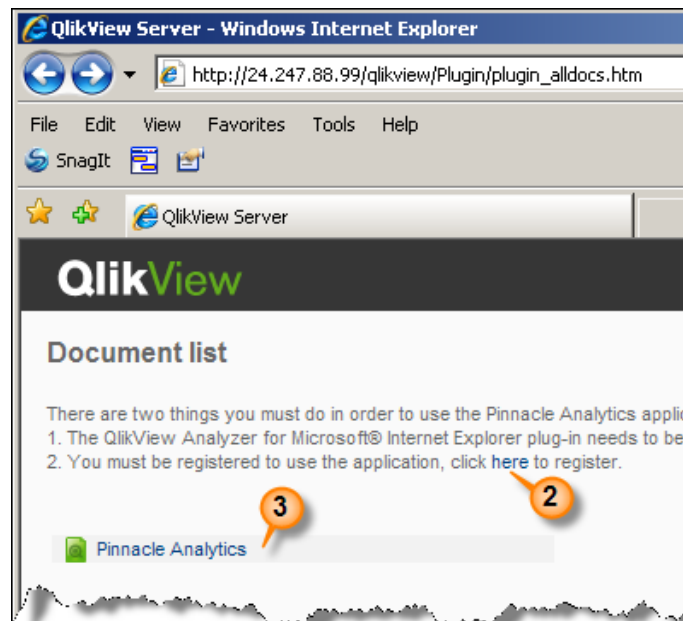 QlikView Server - Windows Internet Explorer
http://24.247.88.99/qlikview/Plugin/plugin_alldocs.htm
File Edit View Favorites Tools Help
SnagIt
QlikView Server
QlikView
Document list
There are two things you must do in order to use the Pinnacle Analytics appli
1. The QlikView Analyzer for Microsoft® Internet Explorer plug-in needs to be
2. You must be registered to use the application, click here to register.
2
3
Pinnacle Analytics